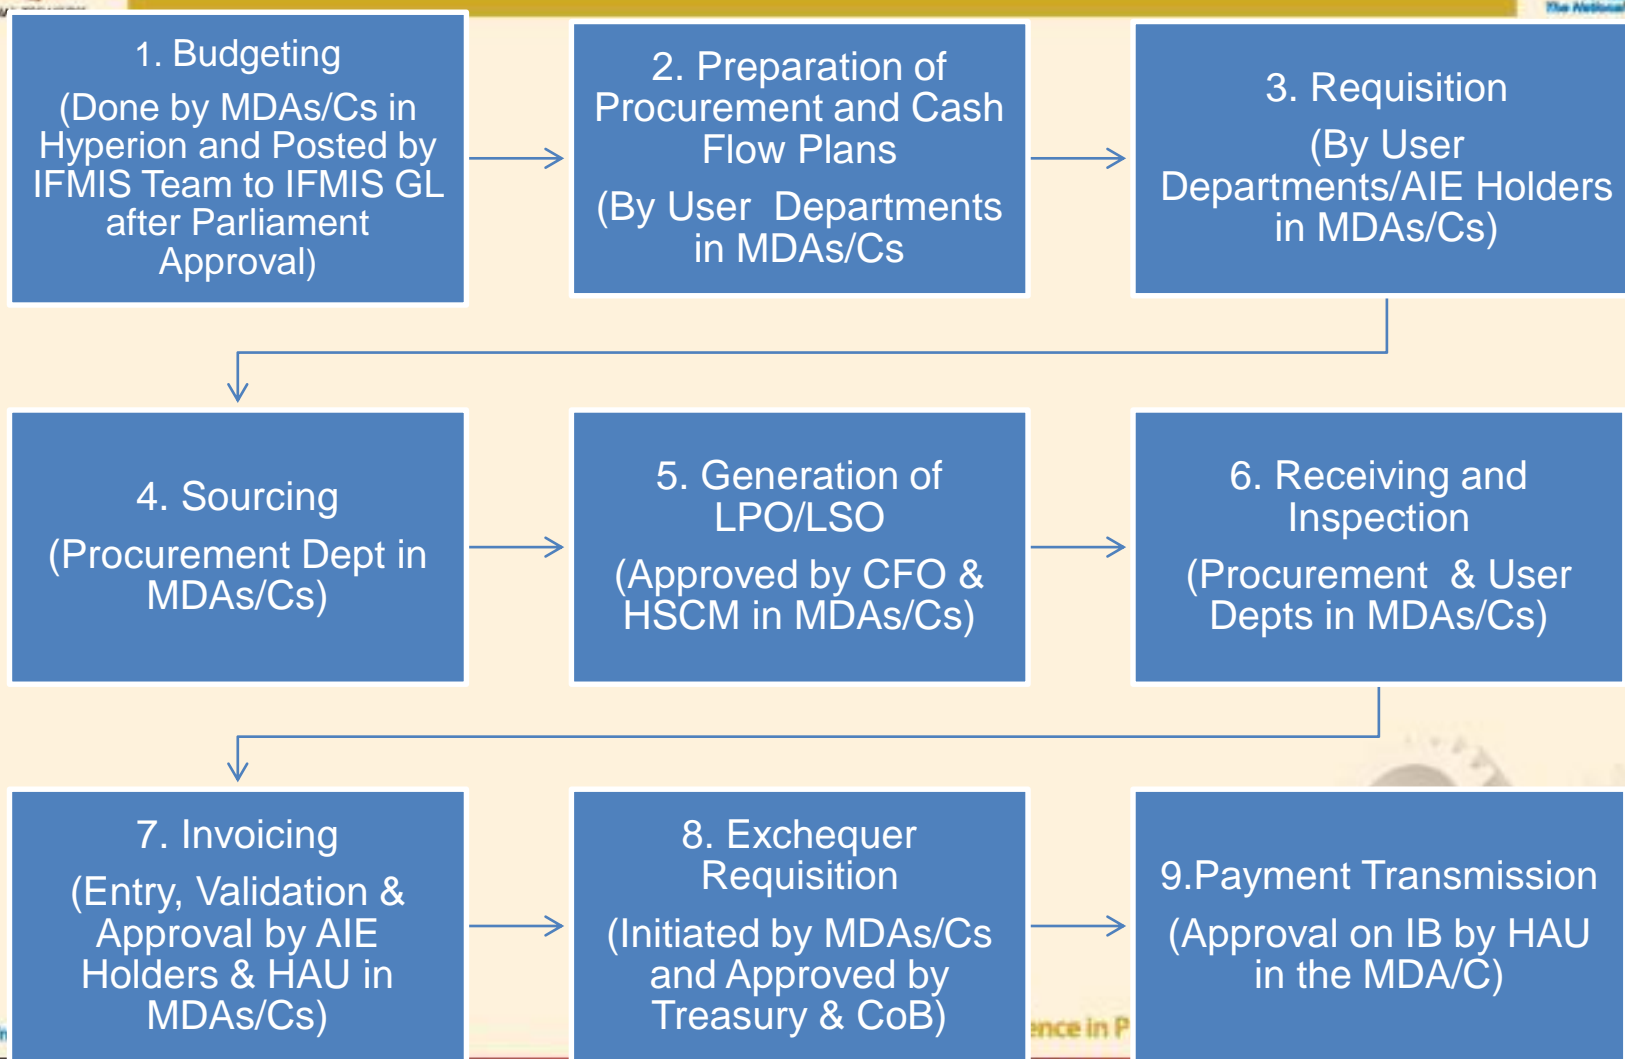 The National
1. Budgeting
(Done by MDAs/Cs in
Hyperion and Posted by
IFMIS Team to IFMIS GL
after Parliament
Approval)
2. Preparation of
Procurement and Cash
Flow Plans
(By User Departments
in MDAs/Cs
3. Requisition
(By User
Departments/AIE Holders
in MDAs/Cs)
4. Sourcing
(Procurement Dept in
MDAs/Cs)
5. Generation of
LPO/LSO
(Approved by CFO &
HSCM in MDAs/Cs)
6. Receiving and
Inspection
(Procurement & User
Depts in MDAs/Cs)
7. Invoicing
(Entry, Validation &
Approval by AIE
Holders & HAU in
MDAs/Cs)
8. Exchequer
Requisition
(Initiated by MDAs/Cs
and Approved by
Treasury & CoB)
9.Payment Transmission
(Approval on IB by HAU
in the MDA/C)
ence in P